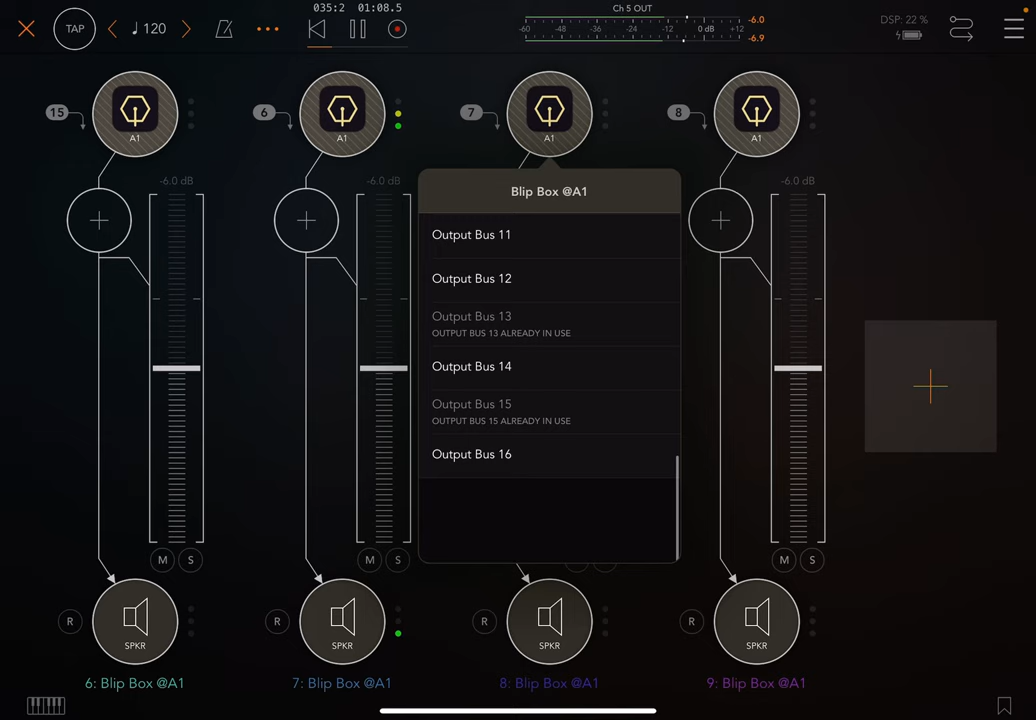 035:2 01:08.5
Ch 5 OUT
TAP
120
-60 -48 -36 -24 -12 0 dB +12
-6.0
-6.9
DSP: 22 %
15
A1
6
A1
7
A1
8
A1
-6.0 dB
-6.0 dB
-6.0 dB
Blip Box @A1
Output Bus 11
Output Bus 12
Output Bus 13
OUTPUT BUS 13 ALREADY IN USE
Output Bus 14
Output Bus 15
OUTPUT BUS 15 ALREADY IN USE
Output Bus 16
M S
M S
M S
R
SPKR
R
SPKR
R
SPKR
R
SPKR
6: Blip Box @A1
7: Blip Box @A1
8: Blip Box @A1
9: Blip Box @A1